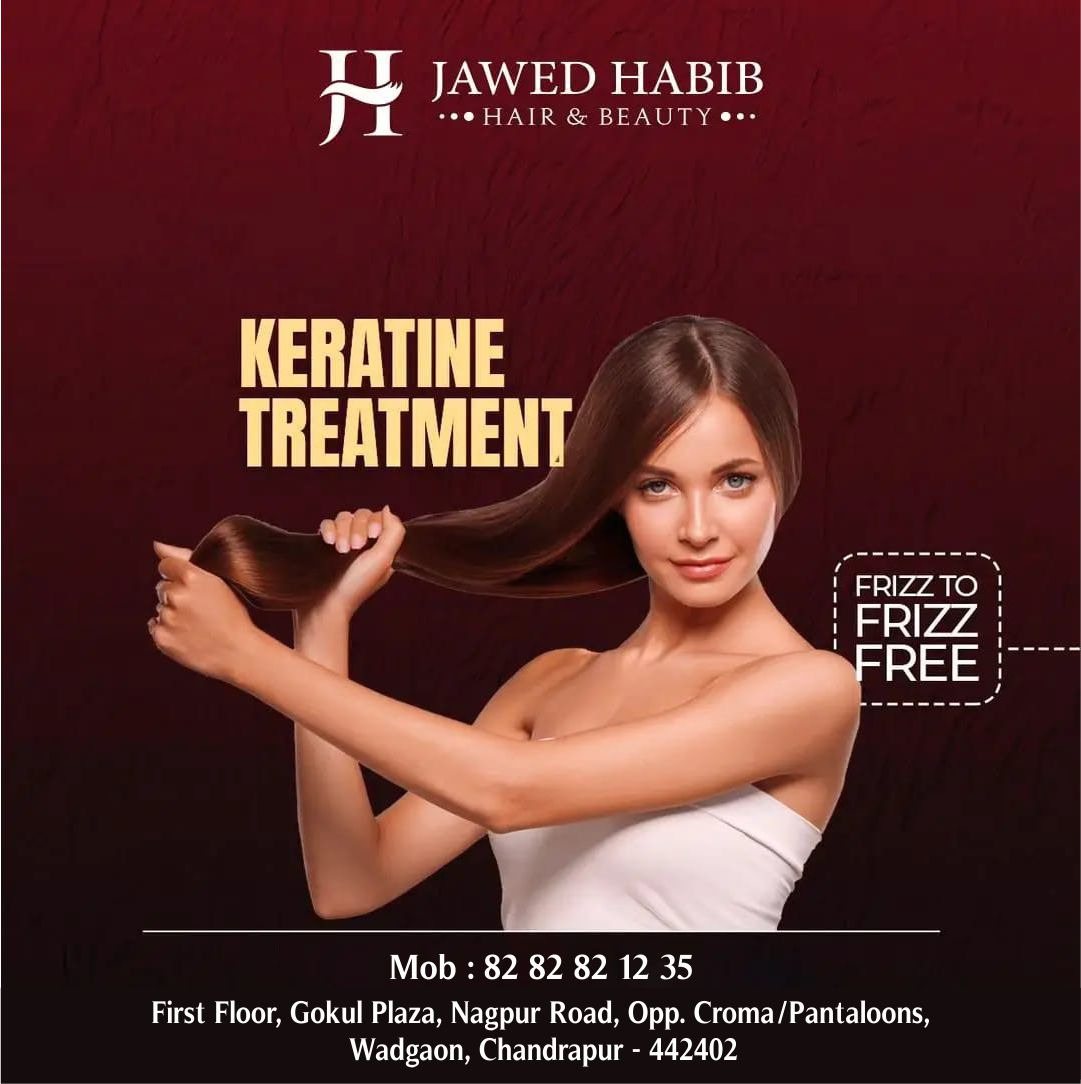 JAWED HABIB
HAIR & BEAUTY
KERATINE
TREATMENT
FRIZZ TO
FRIZZ
FREE
Mob : 82 82 82 12 35
First Floor, Gokul Plaza, Nagpur Road, Opp. Croma/Pantaloons,
Wadgaon, Chandrapur - 442402